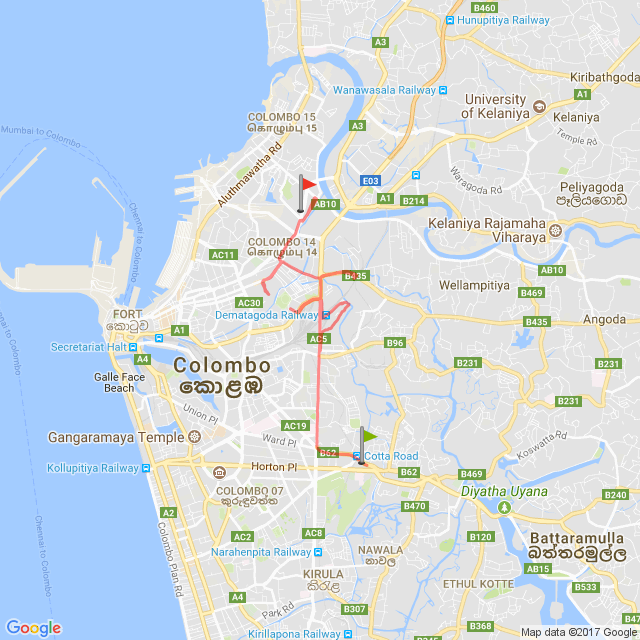 B460
Hunupitiya Railway
A3
Wanawasala Railway
Kiribathgoda
A1
University
of Kelaniya
COLOMBO 15
கொழும்பு 15
A3
Temple Rd
Mumbai to Colombo
Aluthmawatha Rd
Waragoda Rd
E03
Peliyagoda
පෑලියගොඩ
A1
B214
AB10
Chennai to Colombo
Kelaniya Rajamaha
Viharaya
COLOMBO 14
கொழும்பு 14
AC11
AB10
B435
Wellampitiya
B469
AC30
FORT
කොටුව
Dematagoda Railway
B435
Angoda
A1
Secretariat Halt
AC5
B96
A4
Colombo
කොළඹ
B231
B231
Galle Face
Beach
Union Pl
AC19
Gangaramaya Temple
Ward Pl
Koswatta Rd
B62
Cotta Road
Kollupitiya Railway
Horton Pl
B62
B469
COLOMBO 07
කුරුඳුවත්ත
Diyatha Uyana
B240
B470
A2
AC8
Chennai to Colombo
Colombo Plan Rd
Narahenpita Railway
NAWALA
නාවල
B120
Battaramulla
බත්තරමුල්ල
KIRULA
කිරුළ
AB15
ETHUL KOTTE
B533
A4
Park Rd
B307
B447
B368
Google
Kirillapona Railway
Map data ©2017 Google